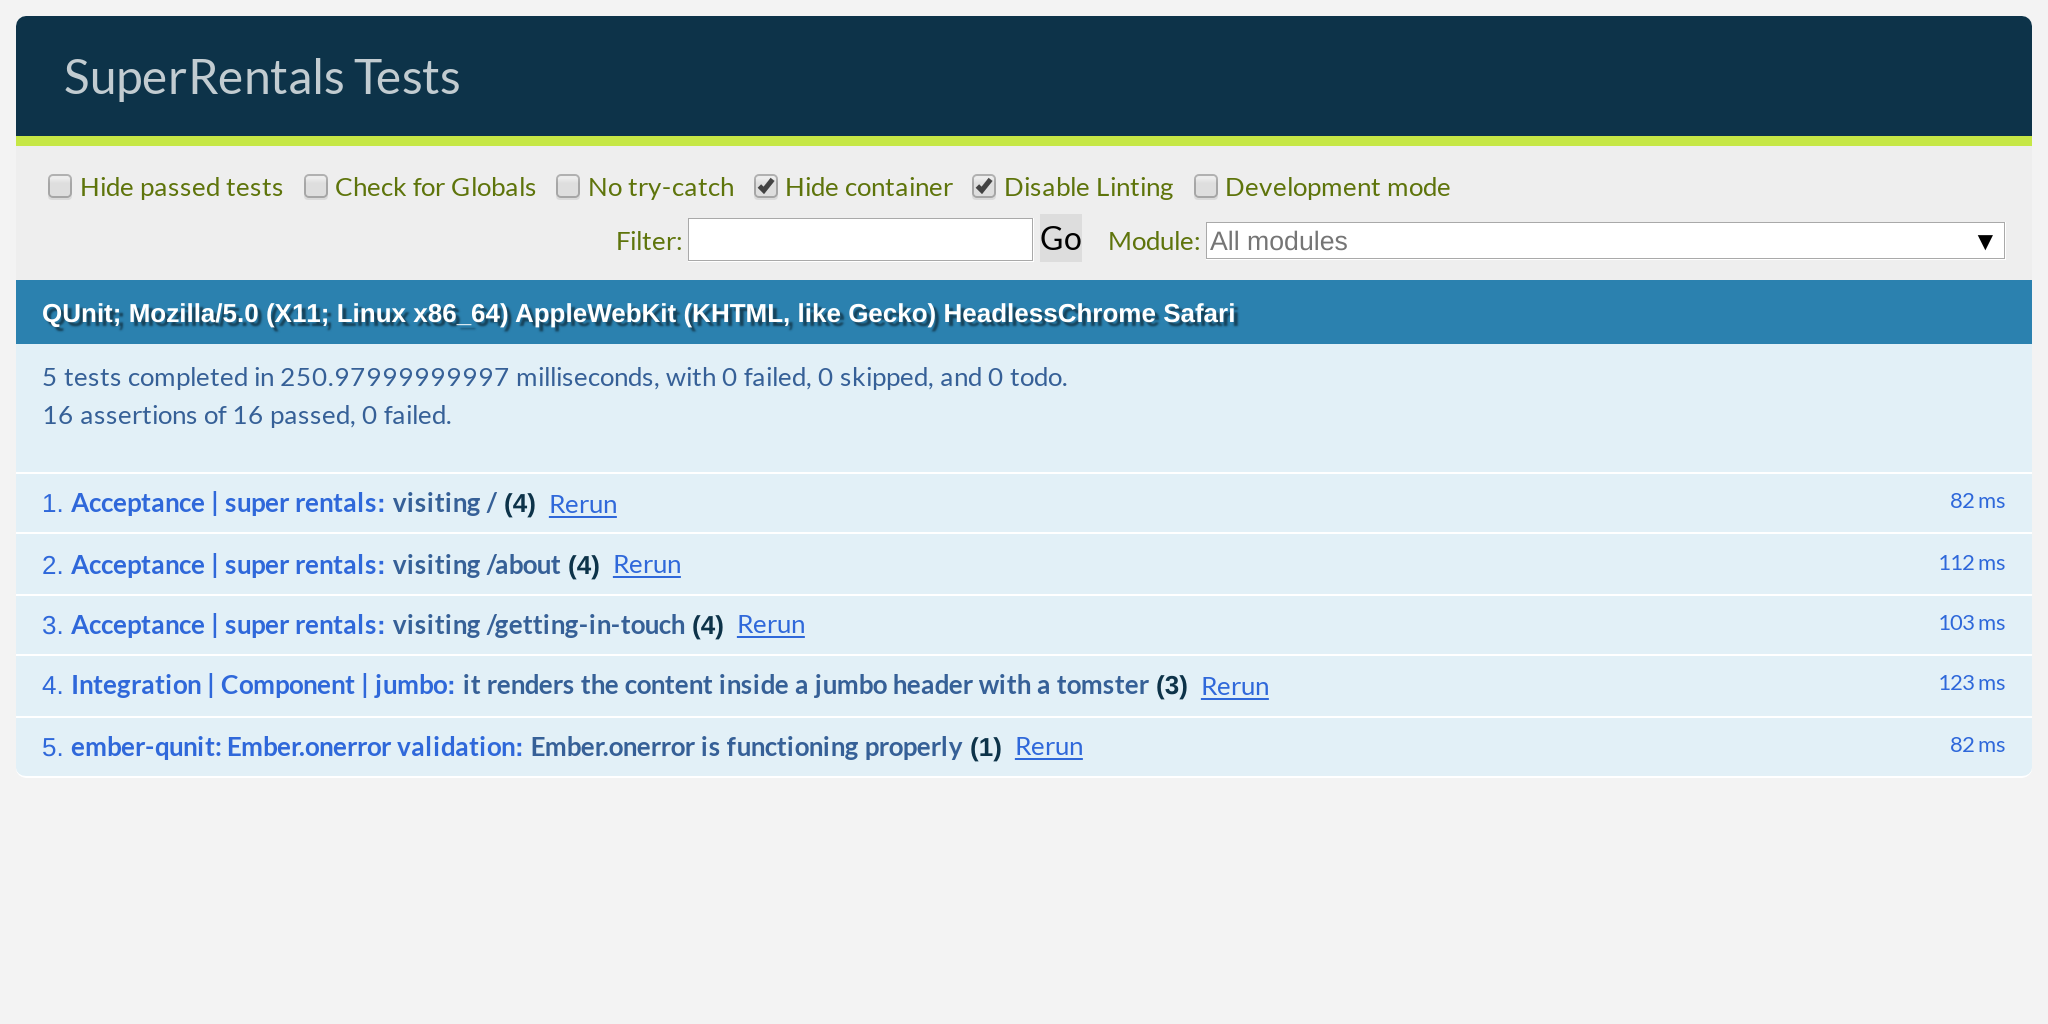 SuperRentals Tests
Hide passed tests Check for Globals No try-catch Hide container Disable Linting Development mode
Filter: Go Module: All modules ▼
QUnit; Mozilla/5.0 (X11; Linux x86_64) AppleWebKit (KHTML, like Gecko) HeadlessChrome Safari
5 tests completed in 250.97999999997 milliseconds, with 0 failed, 0 skipped, and 0 todo.
16 assertions of 16 passed, 0 failed.
1. Acceptance | super rentals: visiting / (4) Rerun 82 ms
2. Acceptance | super rentals: visiting /about (4) Rerun 112 ms
3. Acceptance | super rentals: visiting /getting-in-touch (4) Rerun 103 ms
4. Integration | Component | jumbo: it renders the content inside a jumbo header with a tomster (3) Rerun 123 ms
5. ember-qunit: Ember.onerror validation: Ember.onerror is functioning properly (1) Rerun 82 ms